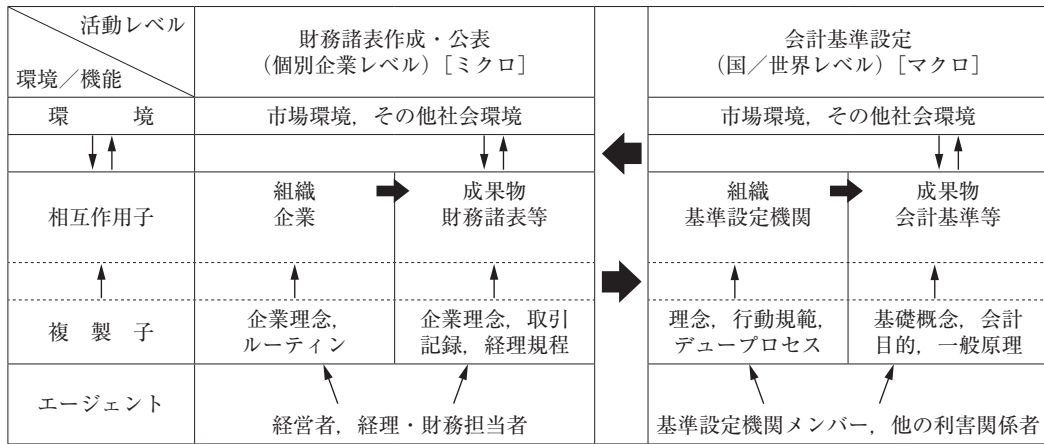 活動レベル
環境／機能
財務諸表作成・公表
（個別企業レベル）［ミクロ］
会計基準設定
（国／世界レベル）［マクロ］
環　　境
市場環境，その他社会環境
市場環境，その他社会環境
相互作用子
組織
企業
成果物
財務諸表等
組織
基準設定機関
成果物
会計基準等
複　製　子
企業理念，
ルーティン
企業理念，取引
記録，経理規程
理念，行動規範，
デュープロセス
基礎概念，会計
目的，一般原理
エージェント
経営者，経理・財務担当者
基準設定機関メンバー，他の利害関係者